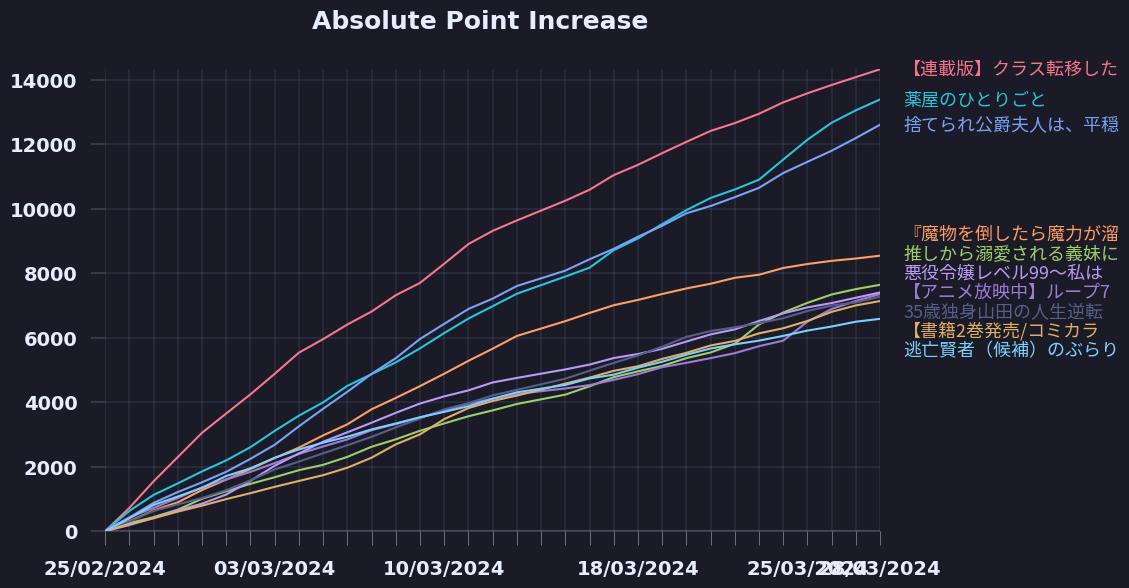 Absolute Point Increase
14000
12000
10000
8000
6000
4000
2000
0
【連載版】クラス転移した
薬屋のひとりごと
捨てられ公爵夫人は、平穏
『魔物を倒したら魔力が溜
推しから溺愛される義妹に
悪役令嬢レベル99～私は
【アニメ放映中】ループ7
35歳独身山田の人生逆転
【書籍2巻発売/コミカラ
逃亡賢者（候補）のぶらり
25/02/2024
03/03/2024
10/03/2024
18/03/2024
25/03/2024
28/03/2024